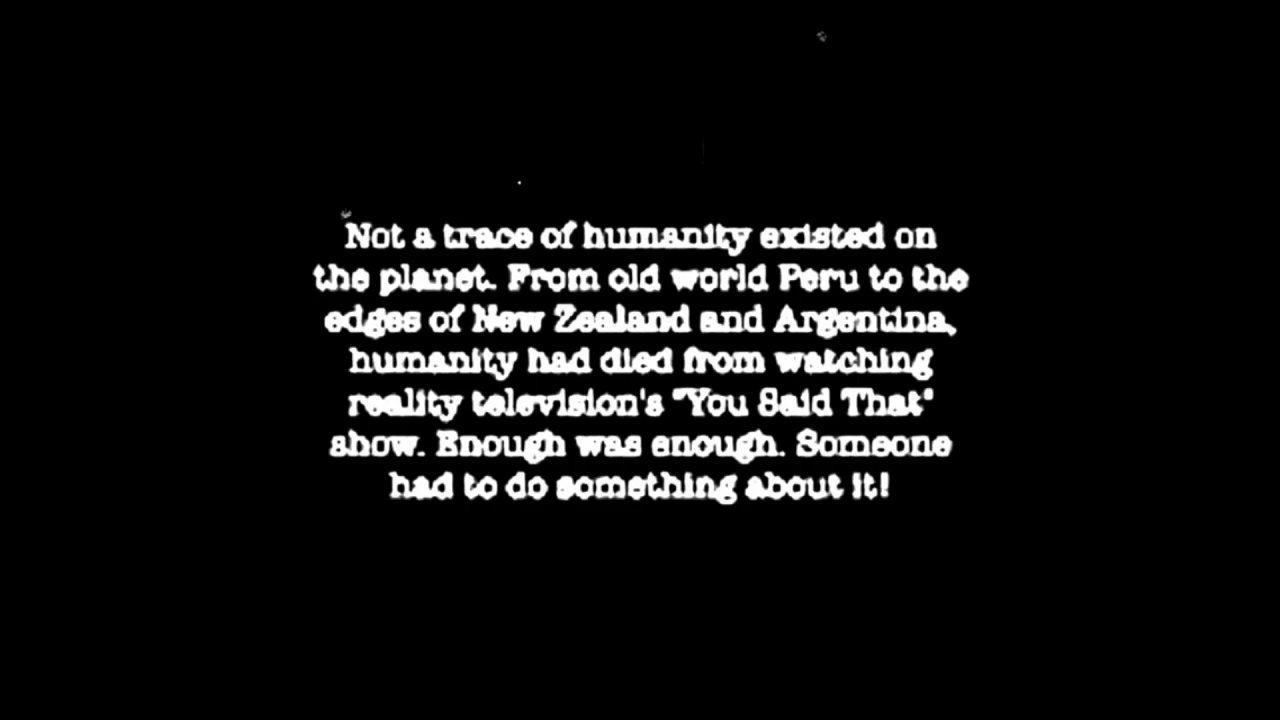 Not a trace of humanity existed on
the planet. From old world Peru to the
edges of New Zealand and Argentina,
humanity had died from watching
reality television's "You Said That"
show. Enough was enough. Someone
had to do something about it!